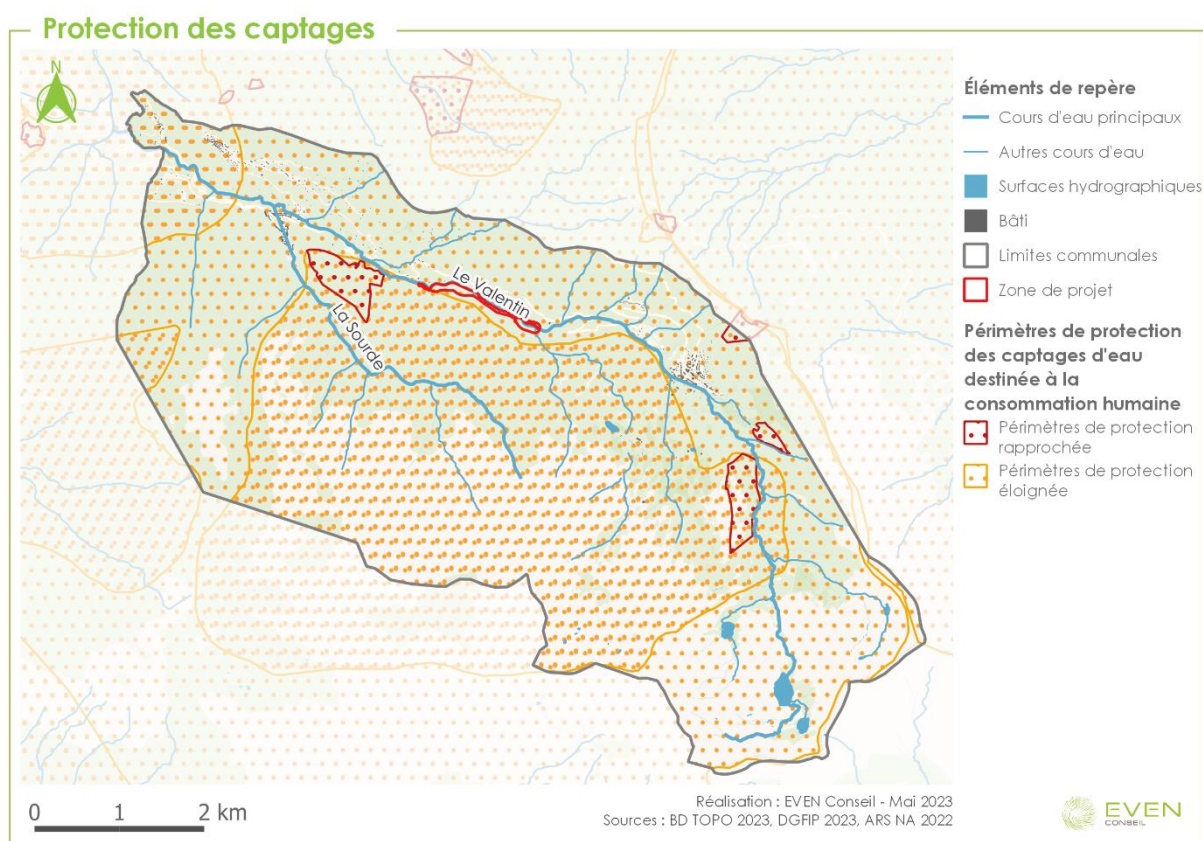 Protection des captages
N
Le Valentin
La Sourde
Éléments de repère
Cours d'eau principaux
Autres cours d'eau
Surfaces hydrographiques
Bâti
Limites communales
Zone de projet
Périmètres de protection
des captages d'eau
destinée à la
consommation humaine
Périmètres de protection
rapprochée
Périmètres de protection
éloignée
0 1 2 km
Réalisation : EVEN Conseil - Mai 2023
Sources : BD TOPO 2023, DGFIP 2023, ARS NA 2022
EVEN
CONSEIL